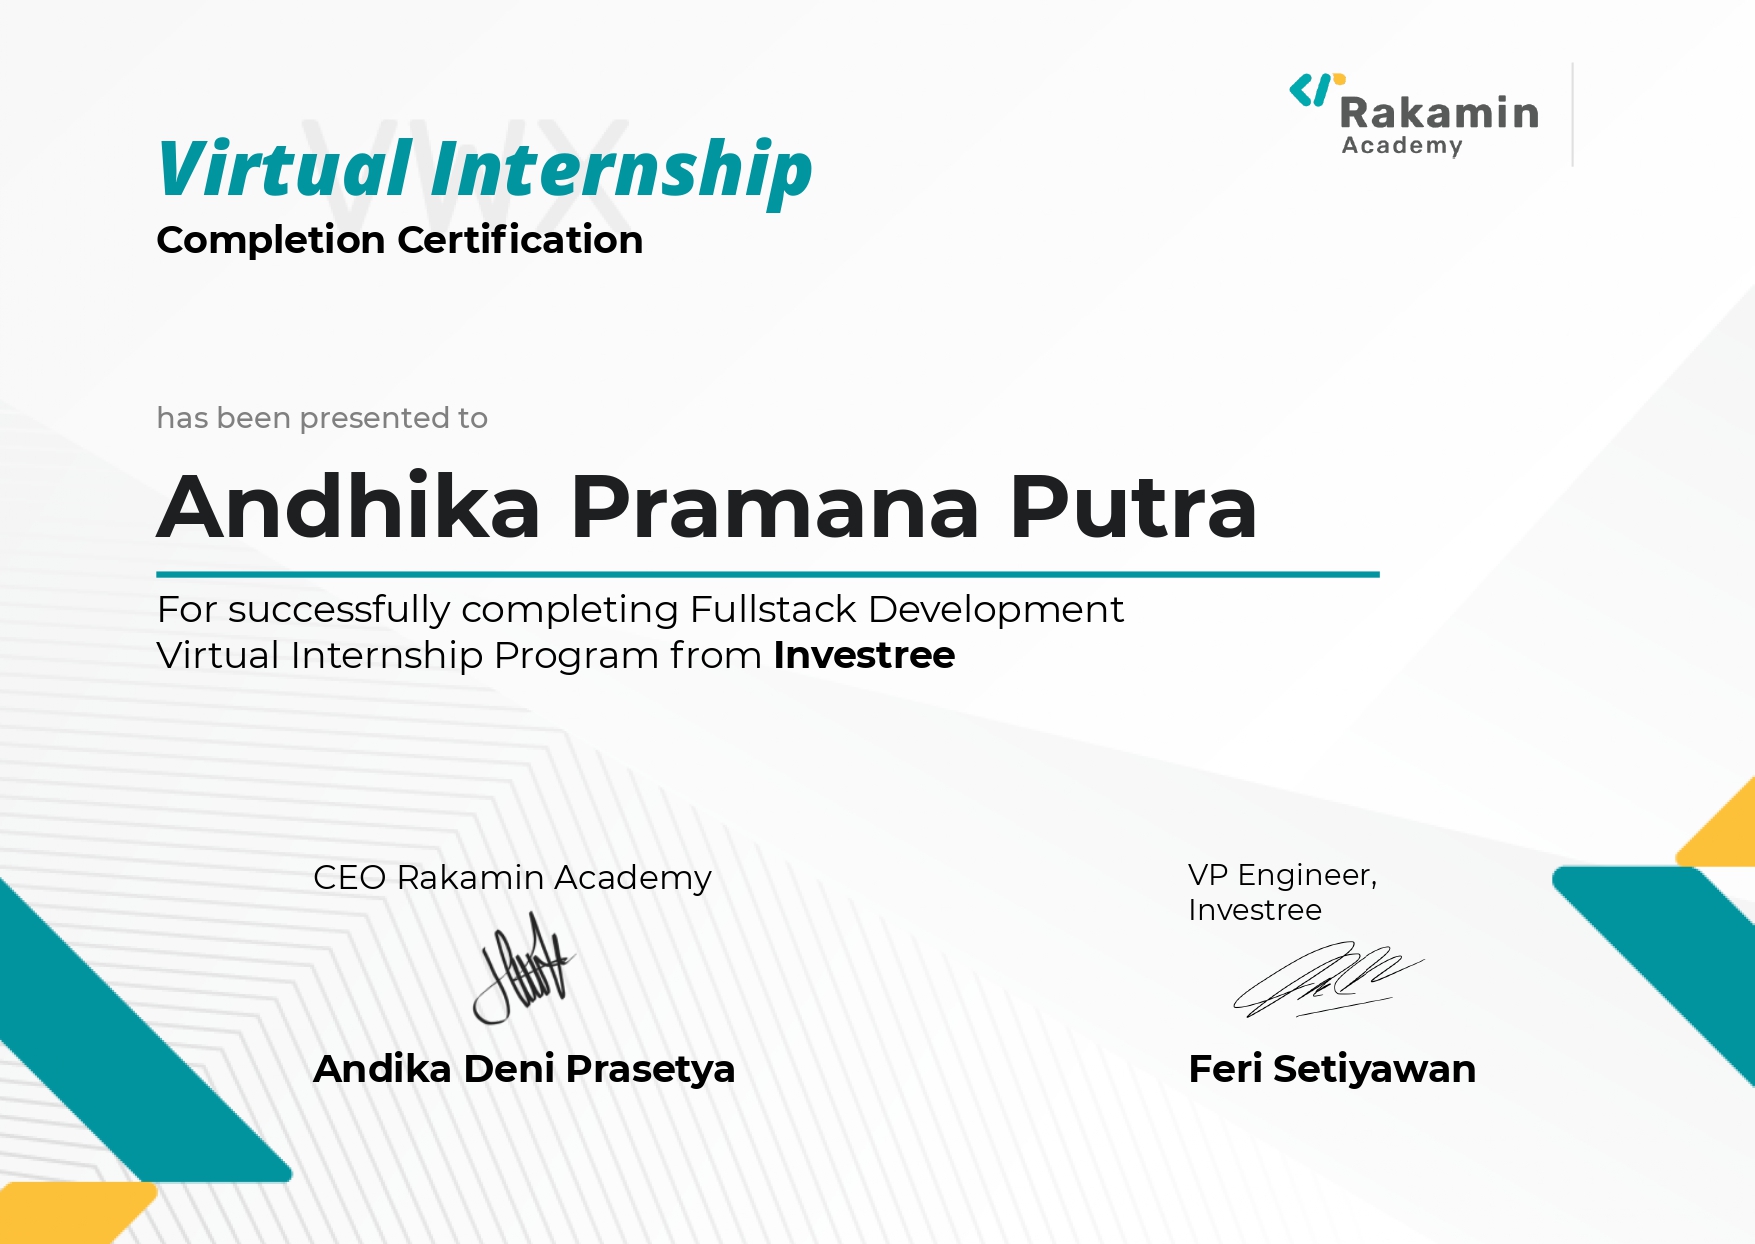 Rakamin
Academy
VWX
Virtual Internship
Completion Certification
has been presented to
Andhika Pramana Putra
For successfully completing Fullstack Development
Virtual Internship Program from Investree
CEO Rakamin Academy
Andika Deni Prasetya
VP Engineer,
Investree
Feri Setiyawan